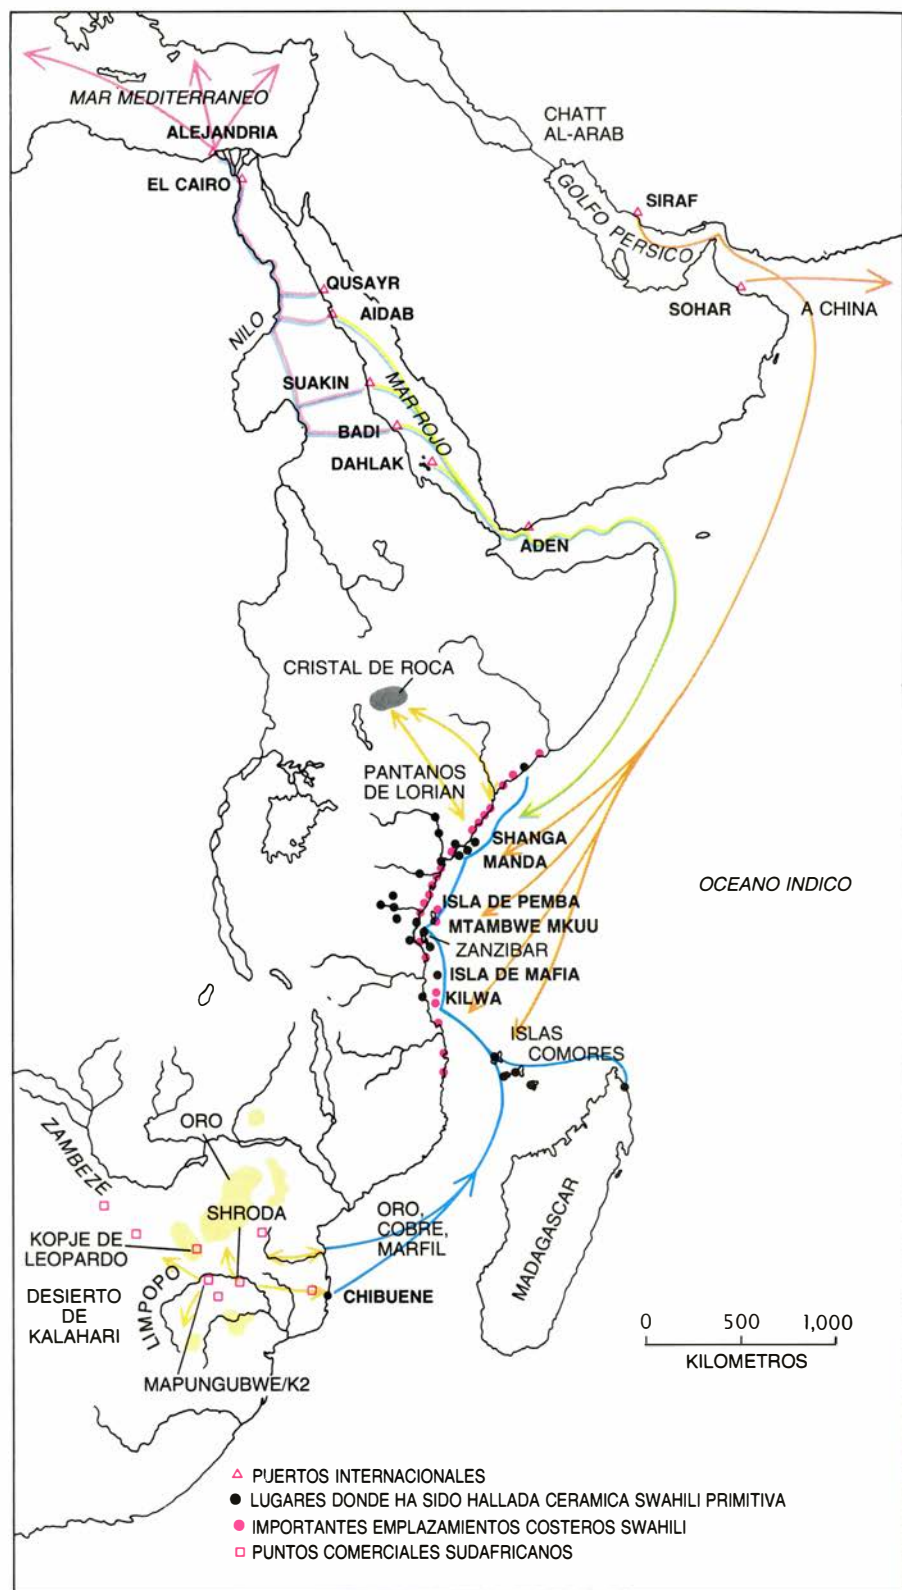 MAR MEDITERRANEO
ALEJANDRIA
EL CAIRO
CHATT
AL-ARAB
GOLFO PERSICO
SIRAF
SOHAR
A CHINA
QUSAYR
AIDAB
NILO
SUAKIN
MAR ROJO
BADI
DAHLAK
ADEN
CRISTAL DE ROCA
PANTANOS
DE LORIAN
SHANGA
MANDA
OCEANO INDICO
ISLA DE PEMBA
MTAMBWE MKUU
ZANZIBAR
ISLA DE MAFIA
KILWA
ISLAS
COMORES
ORO
ZAMBEZE
SHRODA
ORO,
COBRE,
MARFIL
KOPJE DE
LEOPARDO
LIMPOPO
DESIERTO
DE
KALAHARI
CHIBUENE
MADAGASCAR
MAPUNGUBWE/K2
0 500 1,000
KILOMETROS
PUERTOS INTERNACIONALES
LUGARES DONDE HA SIDO HALLADA CERAMICA SWAHILI PRIMITIVA
IMPORTANTES EMPLAZAMIENTOS COSTEROS SWAHILI
PUNTOS COMERCIALES SUDAFRICANOS